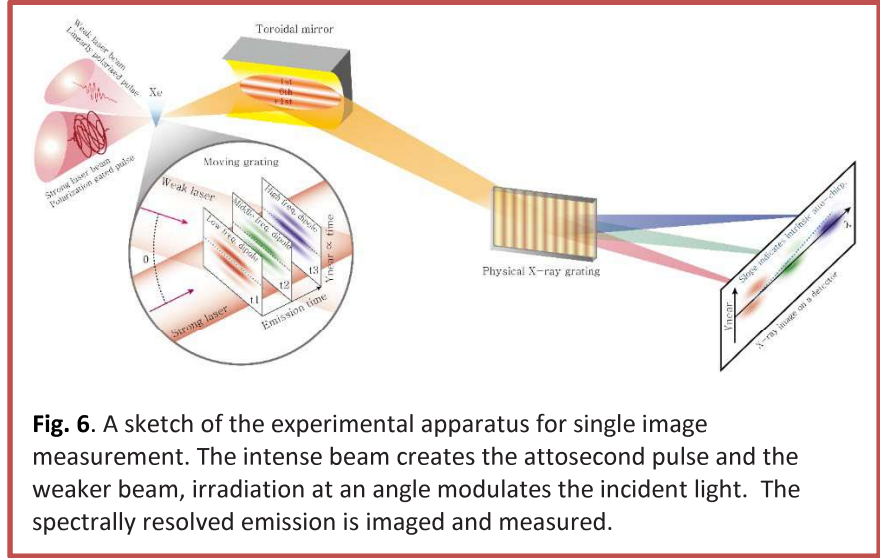 Weak laser beam
Linearly polarized pulse
Toroidal mirror
Xe
1st
0th
+1st
Strong laser beam
Polarization gated pulse
Moving grating
Weak laser
High freq. dipole
Middle freq. dipole
Low freq. dipole
θ
t1
t2
t3
Ynear ∝ time
Emission time
Strong laser
Physical X-ray grating
Slope indicates intrinsic atto-chirp.
λ
Ynear
X-ray image on a detector
Fig. 6. A sketch of the experimental apparatus for single image
measurement. The intense beam creates the attosecond pulse and the
weaker beam, irradiation at an angle modulates the incident light.  The
spectrally resolved emission is imaged and measured.